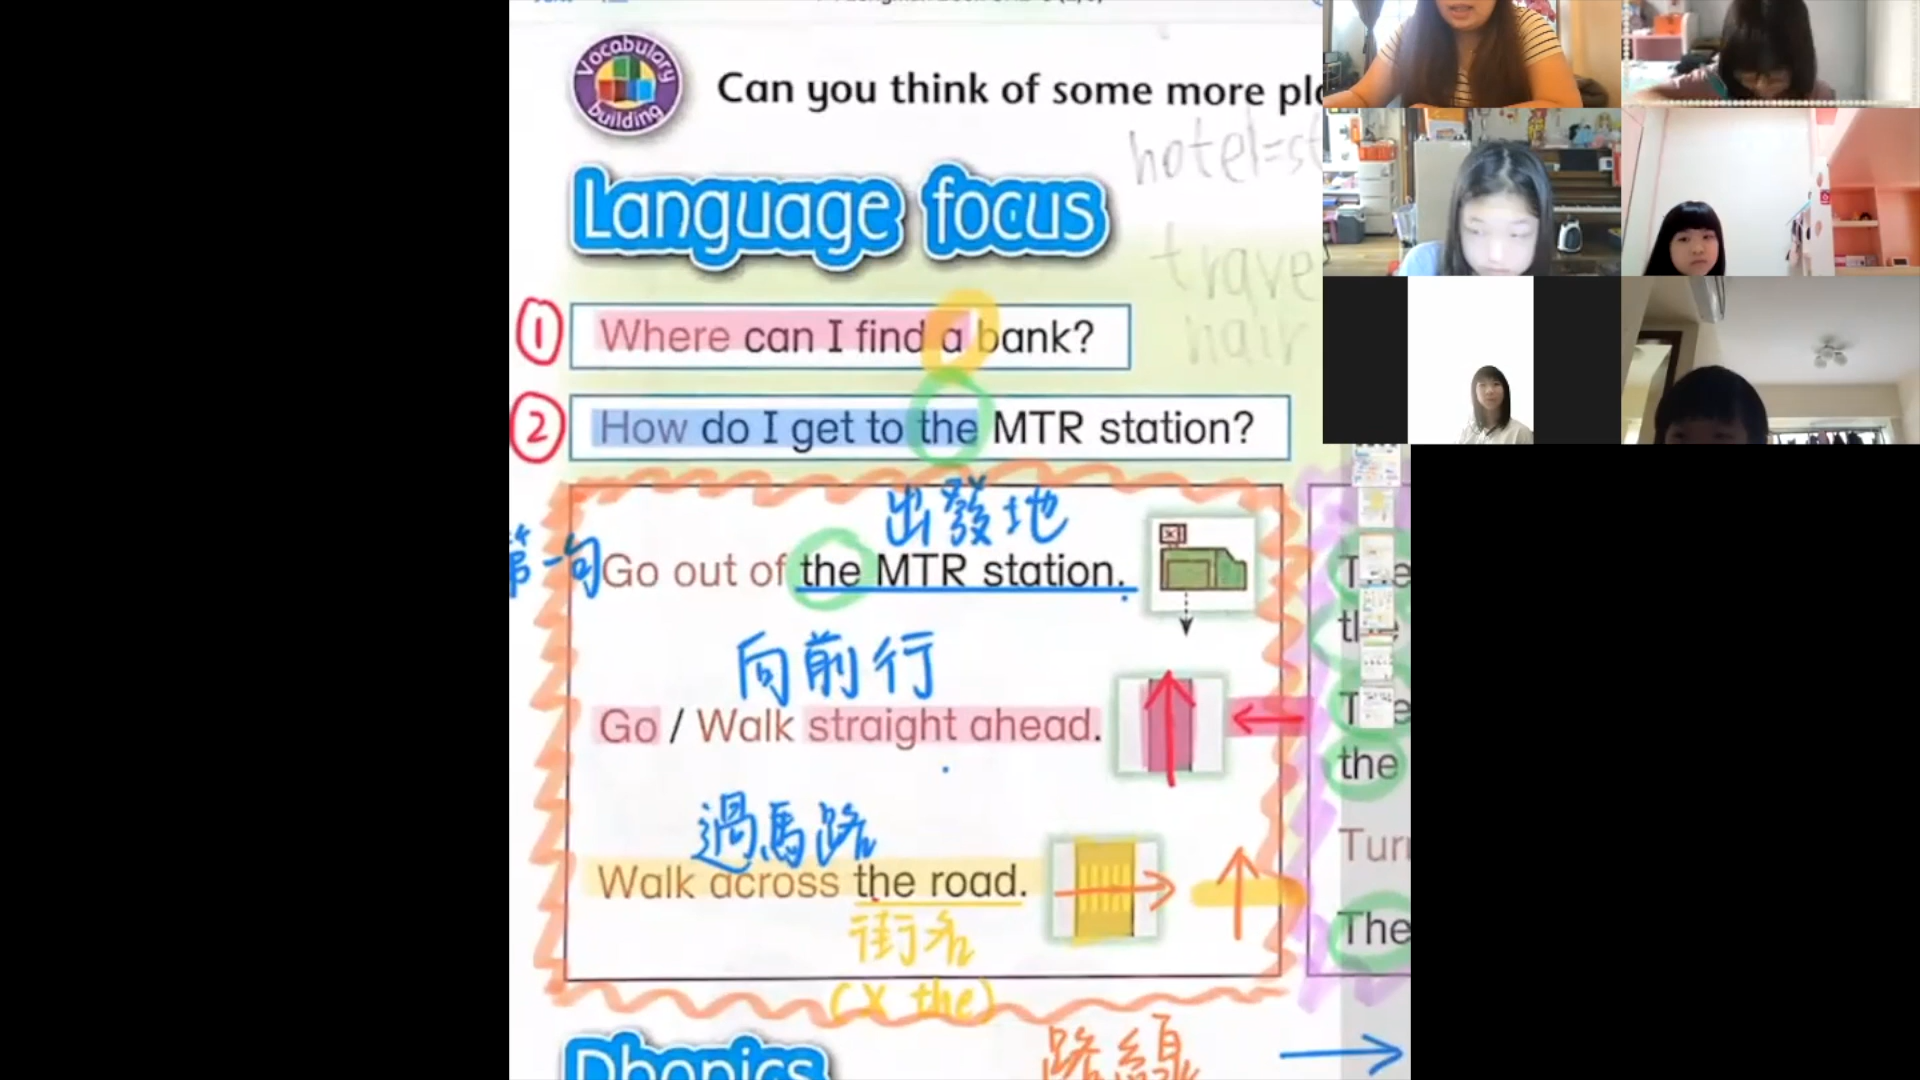 Vocabulary building
Can you think of some more
hotel=
Language focus
hair
① Where can I find a bank?
② How do I get to the MTR station?
出發地
第一句 Go out of the MTR station.
向前行
Go / Walk straight ahead.
the
過馬路
Walk across the road.
街名
The
(X the)
Phonics
路線